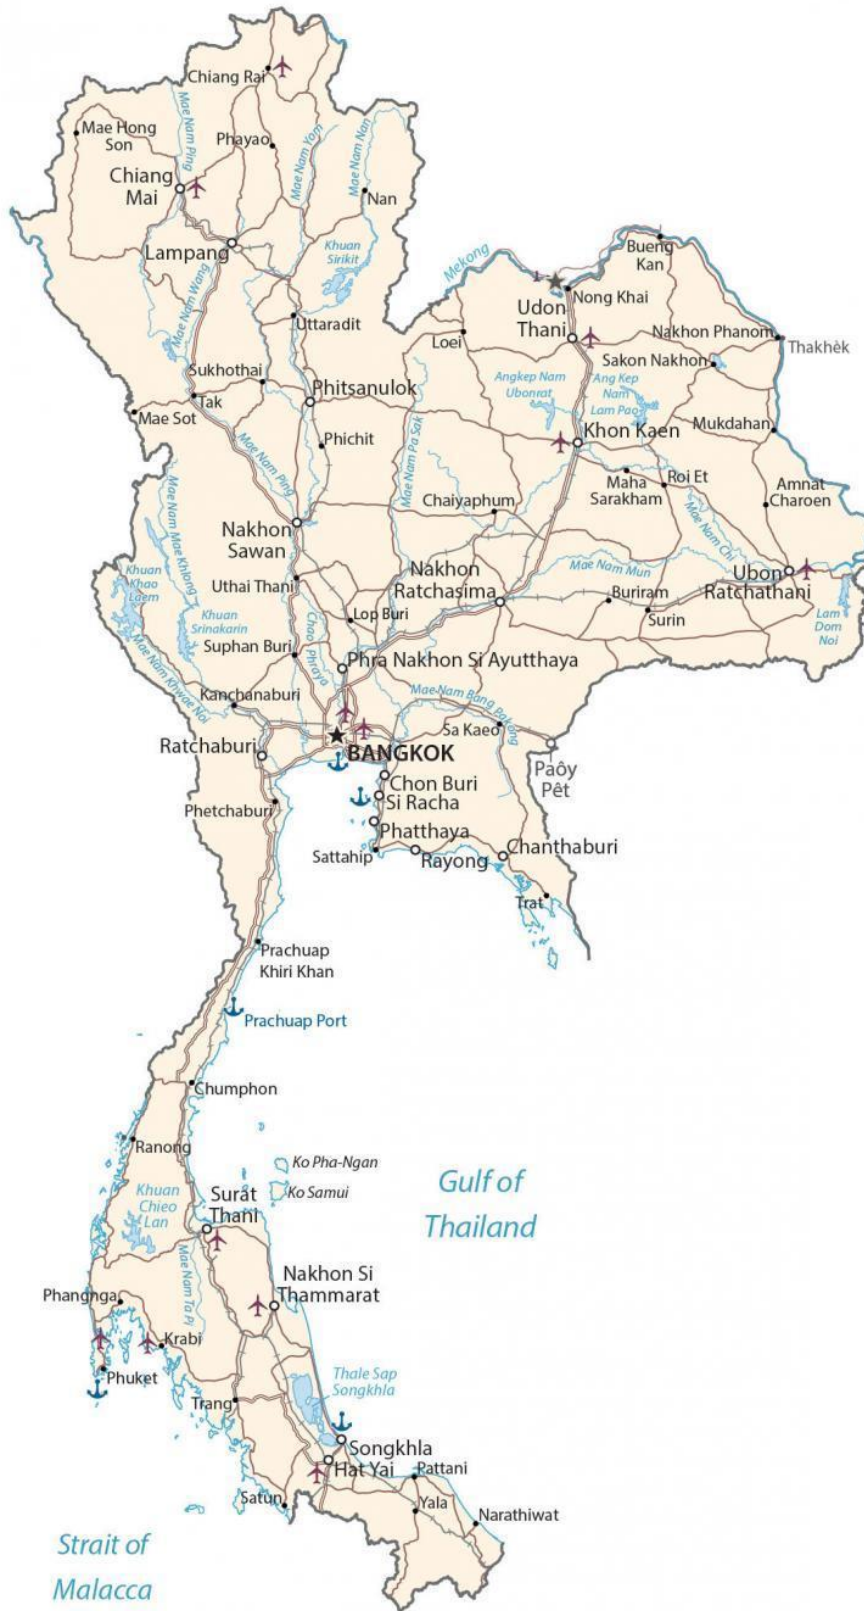 Chiang Rai
Mae Hong
Son
Mae Nam Ping
Phayao
Mae Nam Yom
Mae Nam Nan
Chiang
Mai
Nan
Lampang
Khuan
Sirikit
Mae Nam Wang
Mekong
Bueng
Kan
Udon
Thani
Nong Khai
Uttaradit
Loei
Nakhon Phanom
Thakhèk
Sukhothai
Sakon Nakhon
Phitsanulok
Angkep Nam
Ubonrat
Ang Kep
Nam
Lam Pao
Tak
Mae Sot
Phichit
Mae Nam Pa Sak
Khon Kaen
Mukdahan
Mae Nam Ping
Mae Nam Mae Khlong
Maha
Sarakham
Roi Et
Amnat
Charoen
Chaiyaphum
Mae Nam Chi
Nakhon
Sawan
Khuan
Khao
Laem
Uthai Thani
Nakhon
Ratchasima
Mae Nam Mun
Ubon
Ratchathani
Khuan
Srinakarin
Lop Buri
Buriram
Surin
Lam
Dom
Noi
Chao Phraya
Suphan Buri
Phra Nakhon Si Ayutthaya
Mae Nam Khwae Noi
Kanchanaburi
Mae Nam Bang Pakong
Sa Kaeo
Ratchaburi
BANGKOK
Paôy
Pêt
Chon Buri
Si Racha
Phetchaburi
Phatthaya
Sattahip
Rayong
Chanthaburi
Trat
Prachuap
Khiri Khan
Prachuap Port
Chumphon
Ranong
Ko Pha-Ngan
Ko Samui
Gulf of
Thailand
Khuan
Chieo
Lan
Surat
Thani
Mae Nam Ta Pi
Nakhon Si
Thammarat
Phangnga
Krabi
Phuket
Thale Sap
Songkhla
Trang
Songkhla
Hat Yai
Pattani
Satun
Yala
Narathiwat
Strait of
Malacca